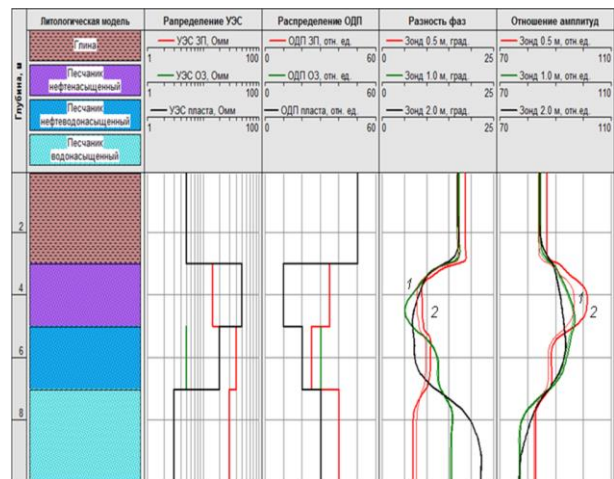 Литологическая модель
Рапределение УЭС
Распределение ОДП
Разность фаз
Отношение амплитуд
Глубина, м
Глина
Песчаник
нефтенасыщенный
Песчаник
нефтеводонасыщенный
Песчаник
водонасыщенный
УЭС ЗП, Омм
1 100
УЭС ОЗ, Омм
1 100
УЭС пласта, Омм
1 100
ОДП ЗП, отн. ед.
0 60
ОДП ОЗ, отн. ед.
0 60
ОДП пласта, отн. ед.
0 60
Зонд 0.5 м, град.
0 25
Зонд 1.0 м, град.
0 25
Зонд 2.0 м, град.
0 25
Зонд 0.5 м, отн.ед.
70 110
Зонд 1.0 м, отн.ед.
70 110
Зонд 2.0 м, отн.ед.
70 110
2
4
6
8
1
2
1
2